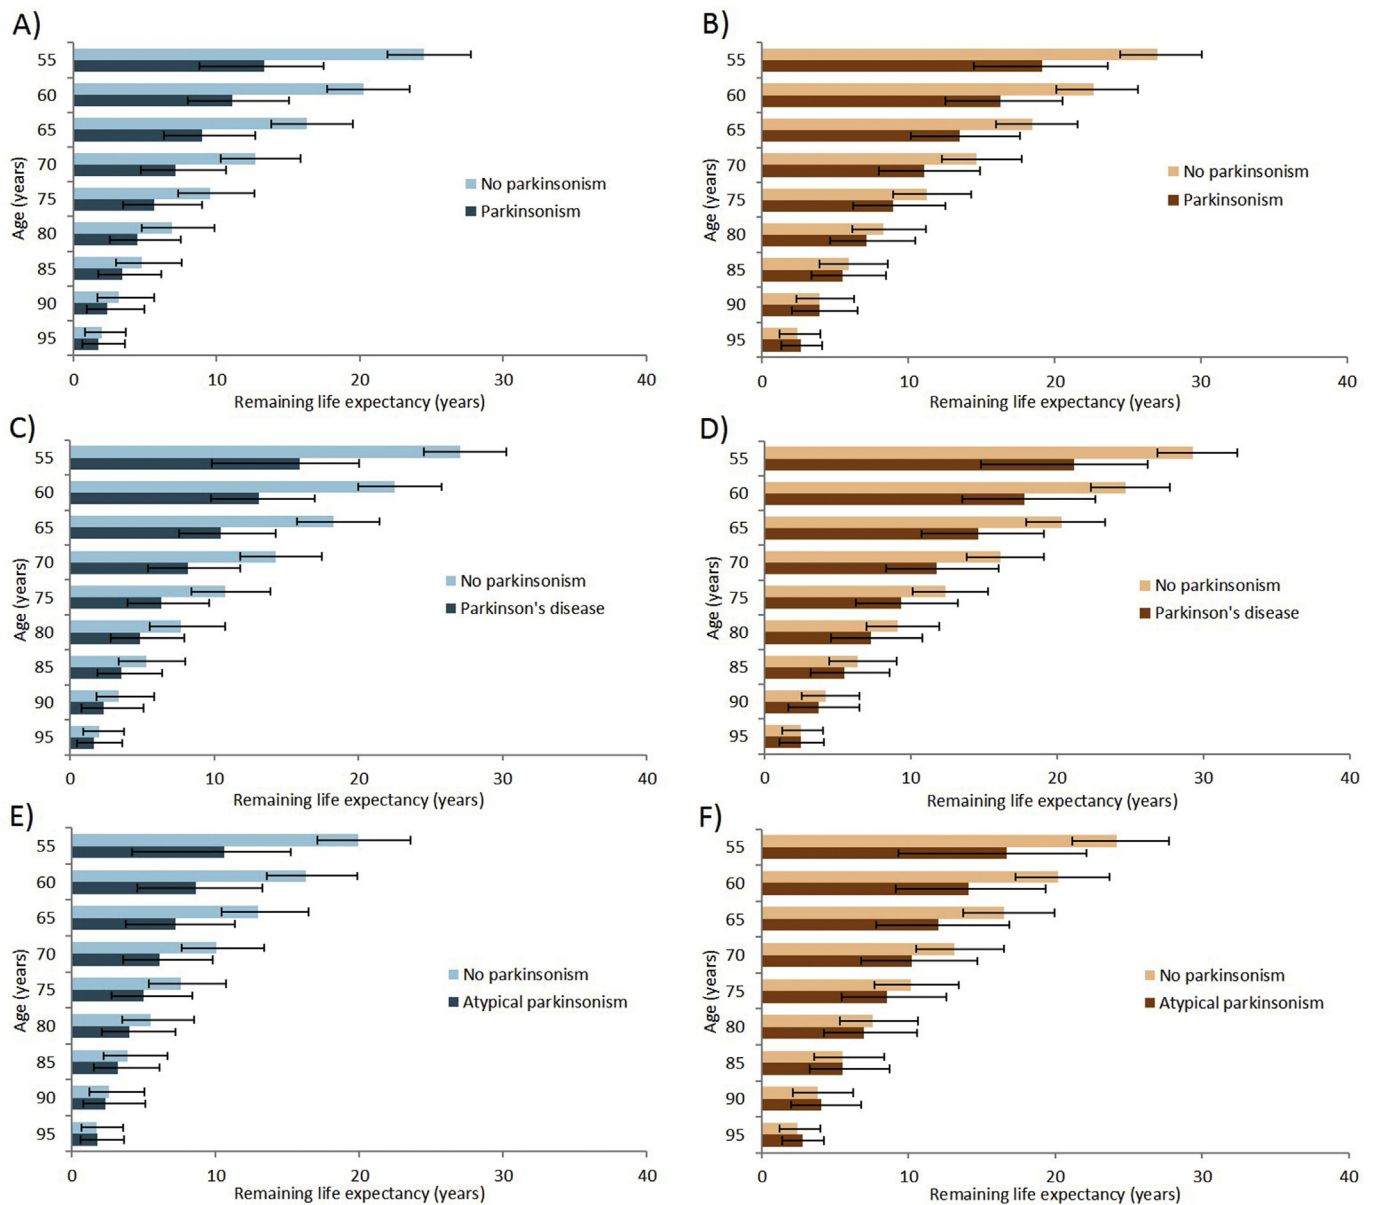 A)
55
60
65
70
75
80
85
90
95
Age (years)
No parkinsonism
Parkinsonism
0 10 20 30 40
Remaining life expectancy (years)
B)
55
60
65
70
75
80
85
90
95
Age (years)
No parkinsonism
Parkinsonism
0 10 20 30 40
Remaining life expectancy (years)
C)
55
60
65
70
75
80
85
90
95
Age (years)
No parkinsonism
Parkinson's disease
0 10 20 30 40
Remaining life expectancy (years)
D)
55
60
65
70
75
80
85
90
95
Age (years)
No parkinsonism
Parkinson's disease
0 10 20 30 40
Remaining life expectancy (years)
E)
55
60
65
70
75
80
85
90
95
Age (years)
No parkinsonism
Atypical parkinsonism
0 10 20 30 40
Remaining life expectancy (years)
F)
55
60
65
70
75
80
85
90
95
Age (years)
No parkinsonism
Atypical parkinsonism
0 10 20 30 40
Remaining life expectancy (years)